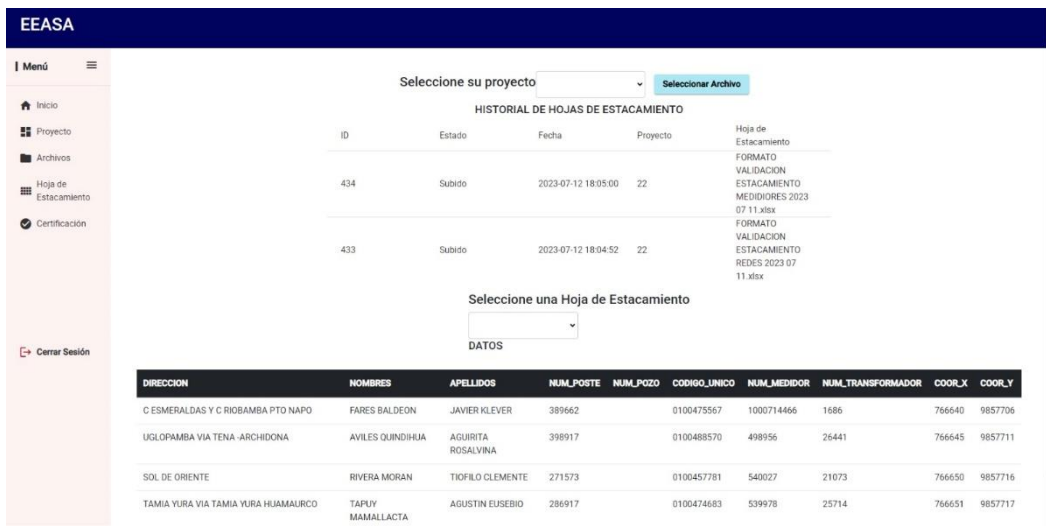 EEASA
Menú
Inicio
Proyecto
Archivos
Hoja de
Estacamiento
Certificación
Cerrar Sesión
Seleccione su proyecto Seleccionar Archivo
HISTORIAL DE HOJAS DE ESTACAMIENTO
ID Estado Fecha Proyecto Hoja de
Estacamiento
434 Subido 2023-07-12 18:05:00 22 FORMATO
VALIDACION
ESTACAMIENTO
MEDIDIORES 2023
07 11.xlsx
433 Subido 2023-07-12 18:04:52 22 FORMATO
VALIDACION
ESTACAMIENTO
REDES 2023 07
11.xlsx
Seleccione una Hoja de Estacamiento
DATOS
DIRECCION NOMBRES APELLIDOS NUM_POSTE NUM_POZO CODIGO_UNICO NUM_MEDIDOR NUM_TRANSFORMADOR COOR_X COOR_Y
C ESMERALDAS Y C RIOBAMBA PTO NAPO FARES BALDEON JAVIER KLEVER 389662 0100475567 1000714466 1686 766640 9857706
UGLOPAMBA VIA TENA -ARCHIDONA AVILES QUINDIHUA AGUIRITA
ROSALVINA 398917 0100488570 498956 26441 766645 9857711
SOL DE ORIENTE RIVERA MORAN TIOFILO CLEMENTE 271573 0100457781 540027 21073 766650 9857716
TAMIA YURA VIA TAMIA YURA HUAMAURCO TAPUY
MAMALLACTA AGUSTIN EUSEBIO 286917 0100474683 539978 25714 766651 9857717